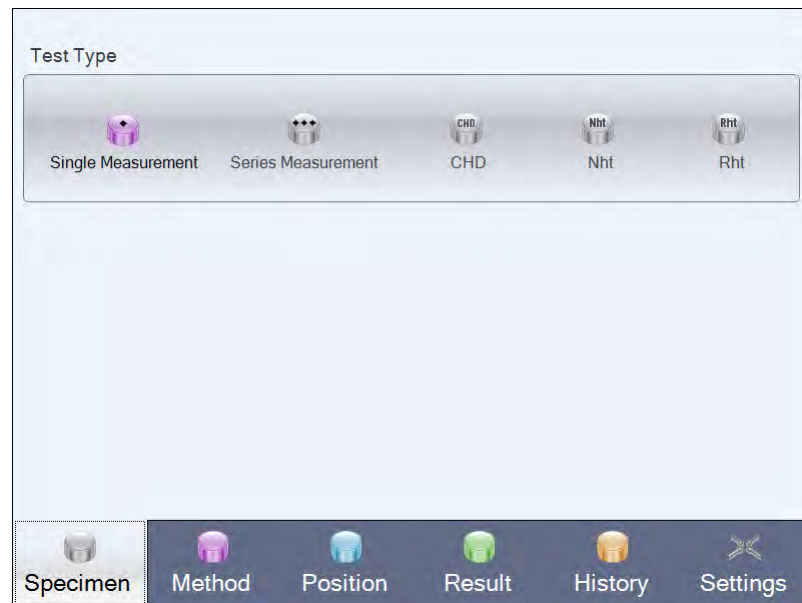 Test Type
CHD Nht Rht
Single Measurement Series Measurement CHD Nht Rht
Specimen Method Position Result History Settings